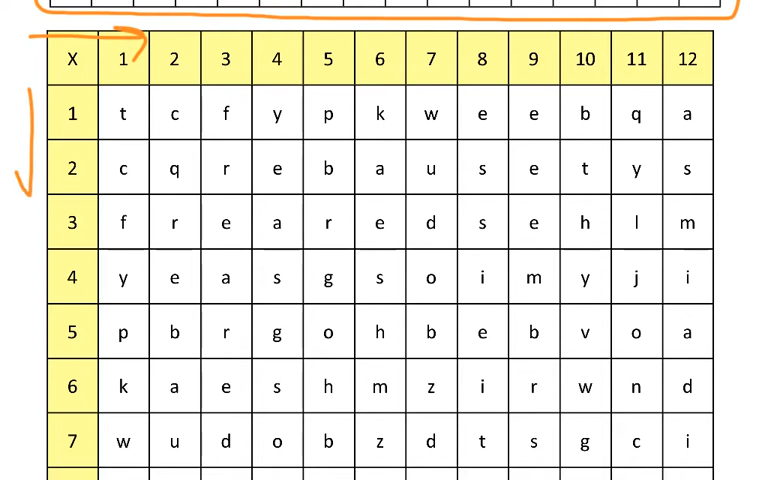 X 1 2 3 4 5 6 7 8 9 10 11 12
1 t c f y p k w e e b q a
2 c q r e b a u s e t y s
3 f r e a r e d s e h l m
4 y e a s g s o i m y j i
5 p b r g o h b e b v o a
6 k a e s h m z i r w n d
7 w u d o b z d t s g c i